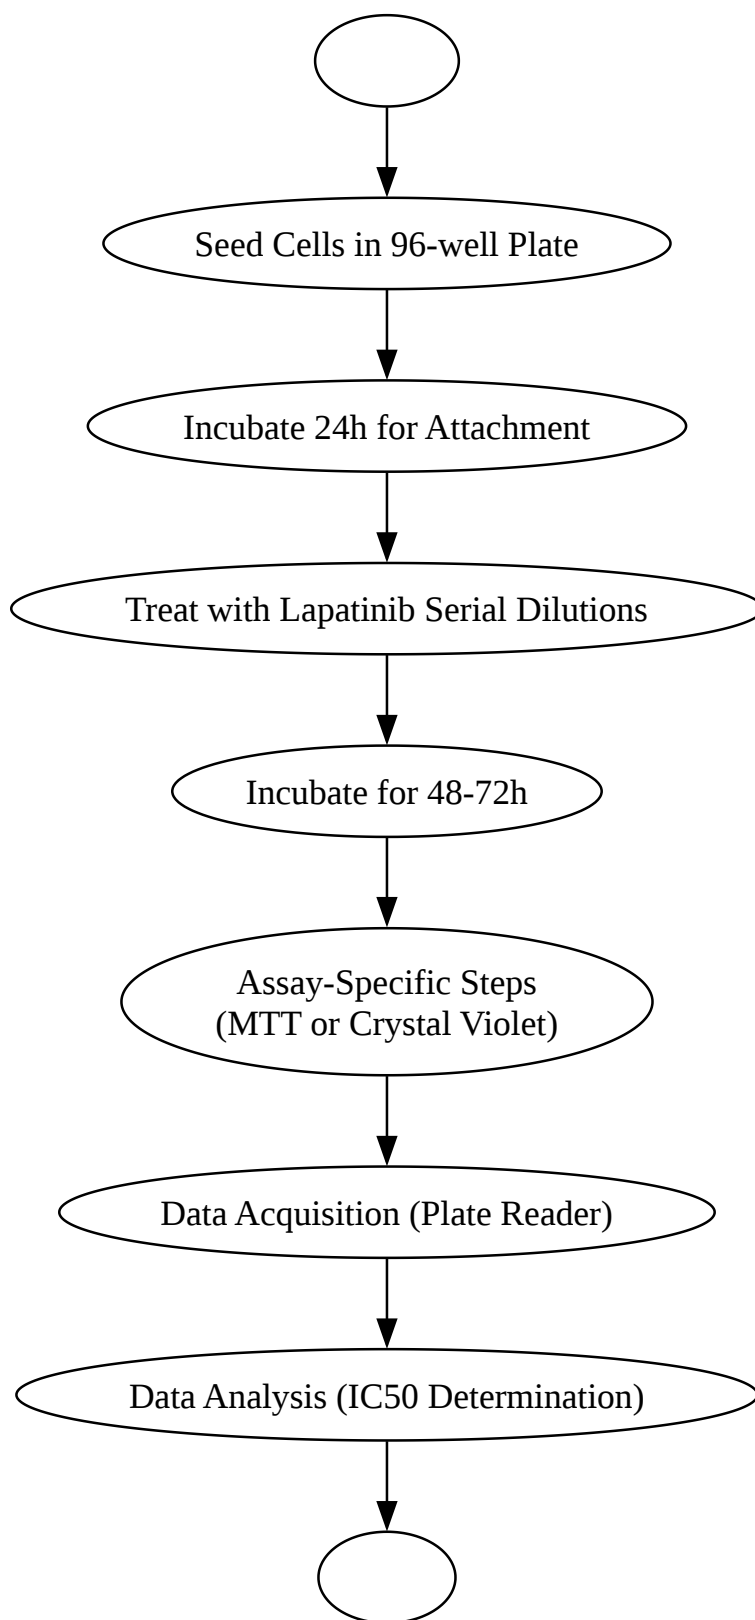 Seed Cells in 96-well Plate
Incubate 24h for Attachment
Treat with Lapatinib Serial Dilutions
Incubate for 48-72h
Assay-Specific Steps
(MTT or Crystal Violet)
Data Acquisition (Plate Reader)
Data Analysis (IC50 Determination)